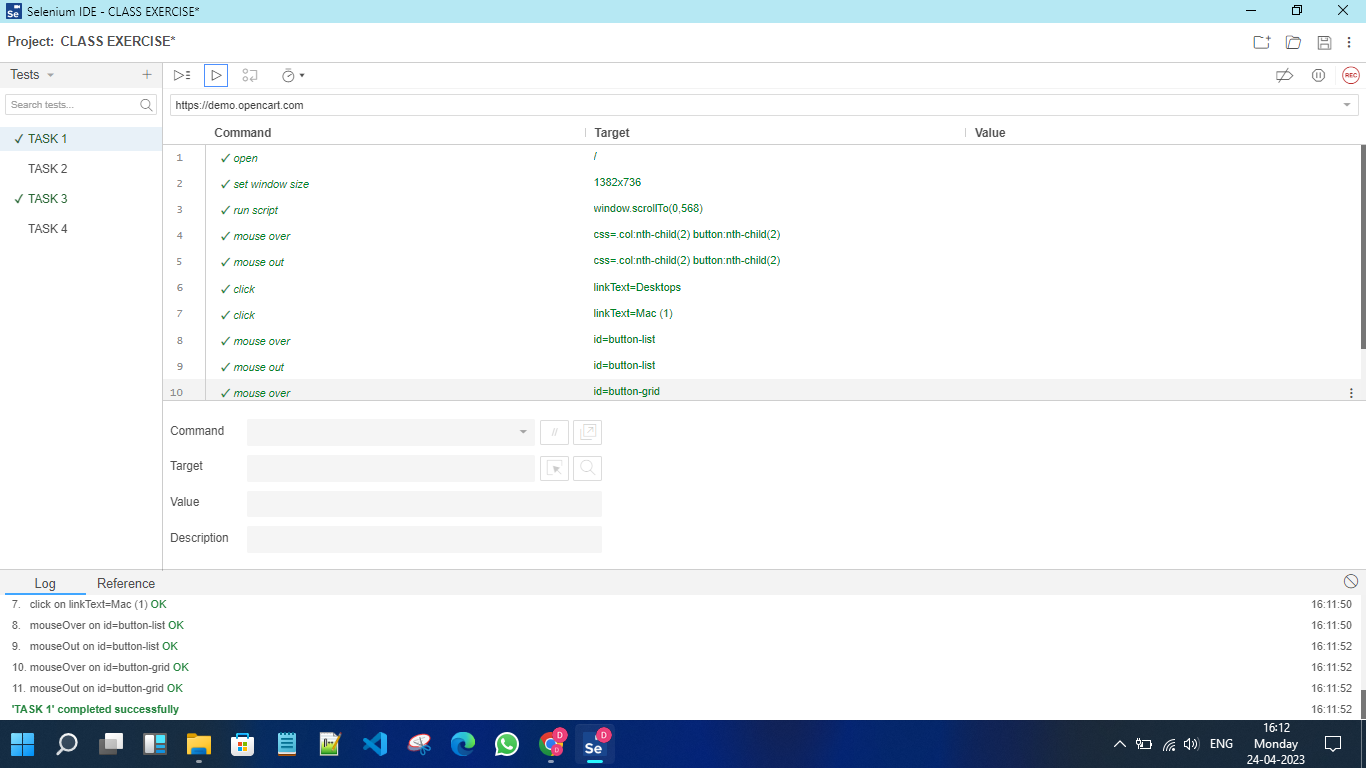 Selenium IDE - CLASS EXERCISE*
Project: CLASS EXERCISE*
Tests
Search tests...
✓ TASK 1
TASK 2
✓ TASK 3
TASK 4
REC
https://demo.opencart.com
Command Target Value
1 ✓ open /
2 ✓ set window size 1382x736
3 ✓ run script window.scrollTo(0,568)
4 ✓ mouse over css=.col:nth-child(2) button:nth-child(2)
5 ✓ mouse out css=.col:nth-child(2) button:nth-child(2)
6 ✓ click linkText=Desktops
7 ✓ click linkText=Mac (1)
8 ✓ mouse over id=button-list
9 ✓ mouse out id=button-list
10 ✓ mouse over id=button-grid
Command //
Target
Value
Description
Log Reference
7. click on linkText=Mac (1) OK 16:11:50
8. mouseOver on id=button-list OK 16:11:50
9. mouseOut on id=button-list OK 16:11:52
10. mouseOver on id=button-grid OK 16:11:52
11. mouseOut on id=button-grid OK 16:11:52
'TASK 1' completed successfully 16:11:52
D D Se D ENG
16:12
Monday
24-04-2023